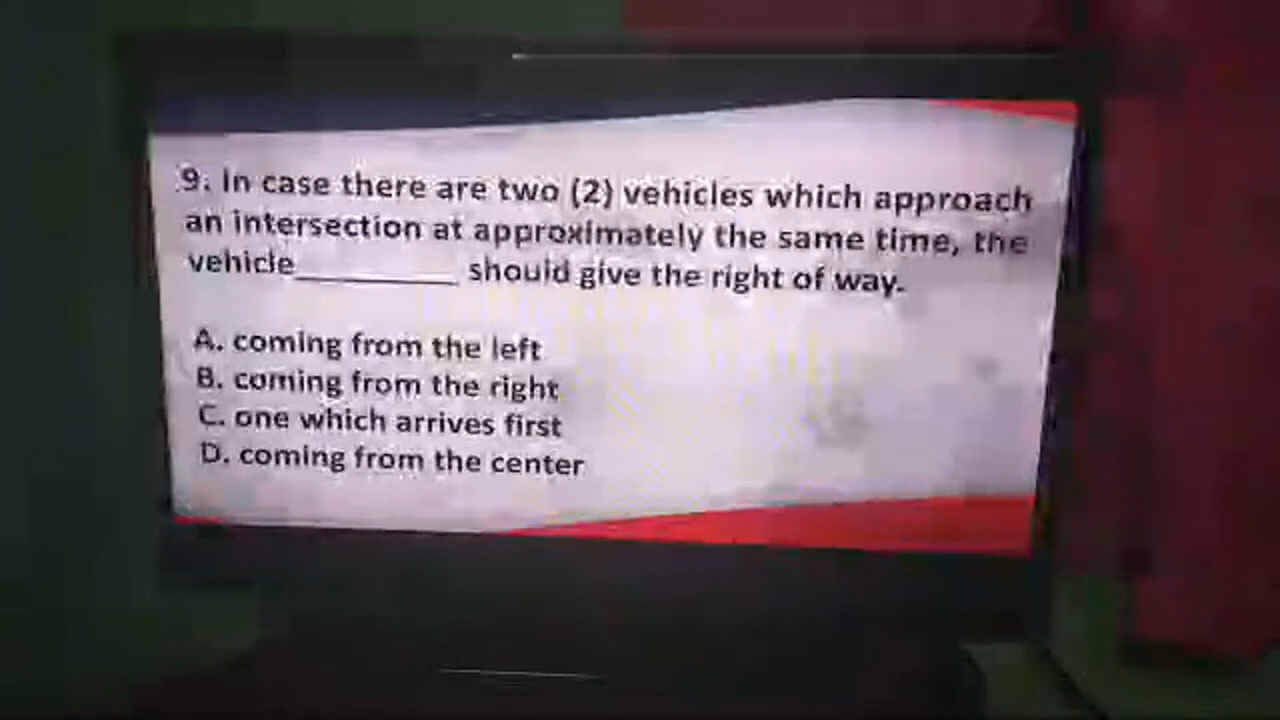 9. In case there are two (2) vehicles which approach
an intersection at approximately the same time, the
vehicle__________ should give the right of way.
A. coming from the left
B. coming from the right
C. one which arrives first
D. coming from the center